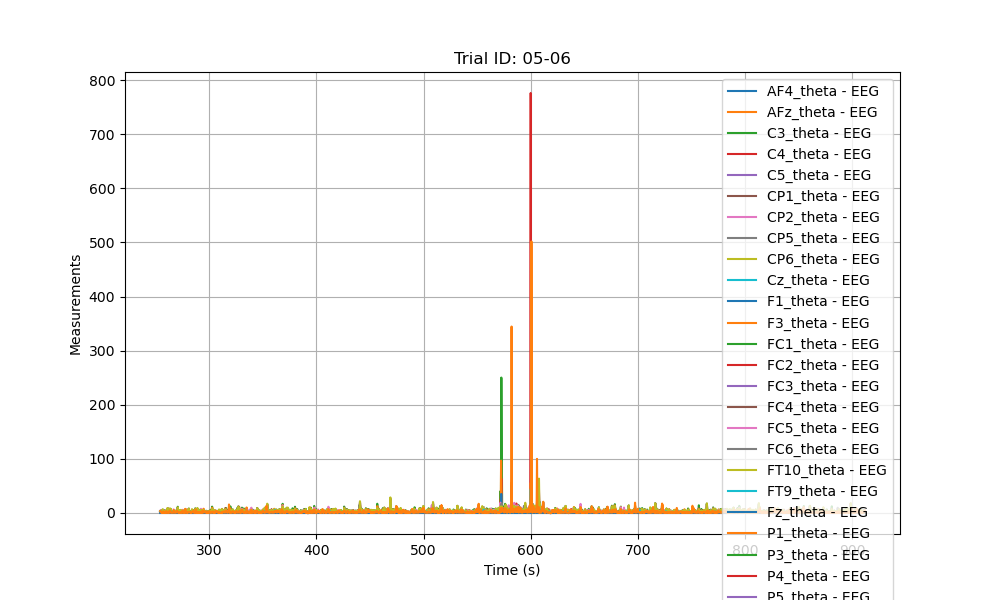 Trial ID: 05-06
800
700
600
500
400
300
200
100
0
Measurements
300
400
500
600
700
800
900
Time (s)
AF4_theta - EEG
AFz_theta - EEG
C3_theta - EEG
C4_theta - EEG
C5_theta - EEG
CP1_theta - EEG
CP2_theta - EEG
CP5_theta - EEG
CP6_theta - EEG
Cz_theta - EEG
F1_theta - EEG
F3_theta - EEG
FC1_theta - EEG
FC2_theta - EEG
FC3_theta - EEG
FC4_theta - EEG
FC5_theta - EEG
FC6_theta - EEG
FT10_theta - EEG
FT9_theta - EEG
Fz_theta - EEG
P1_theta - EEG
P3_theta - EEG
P4_theta - EEG
P5_theta - EEG